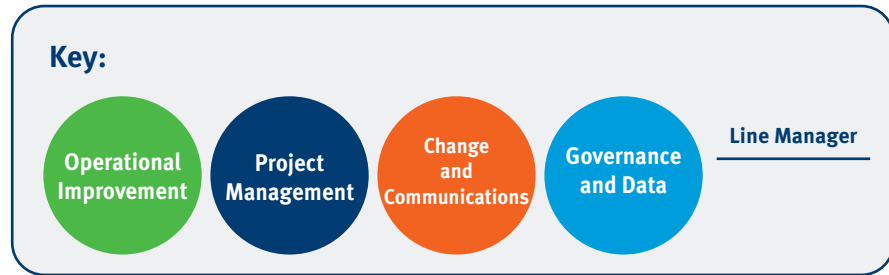 Key:
Operational
Improvement
Project
Management
Change
and
Communications
Governance
and Data
Line Manager